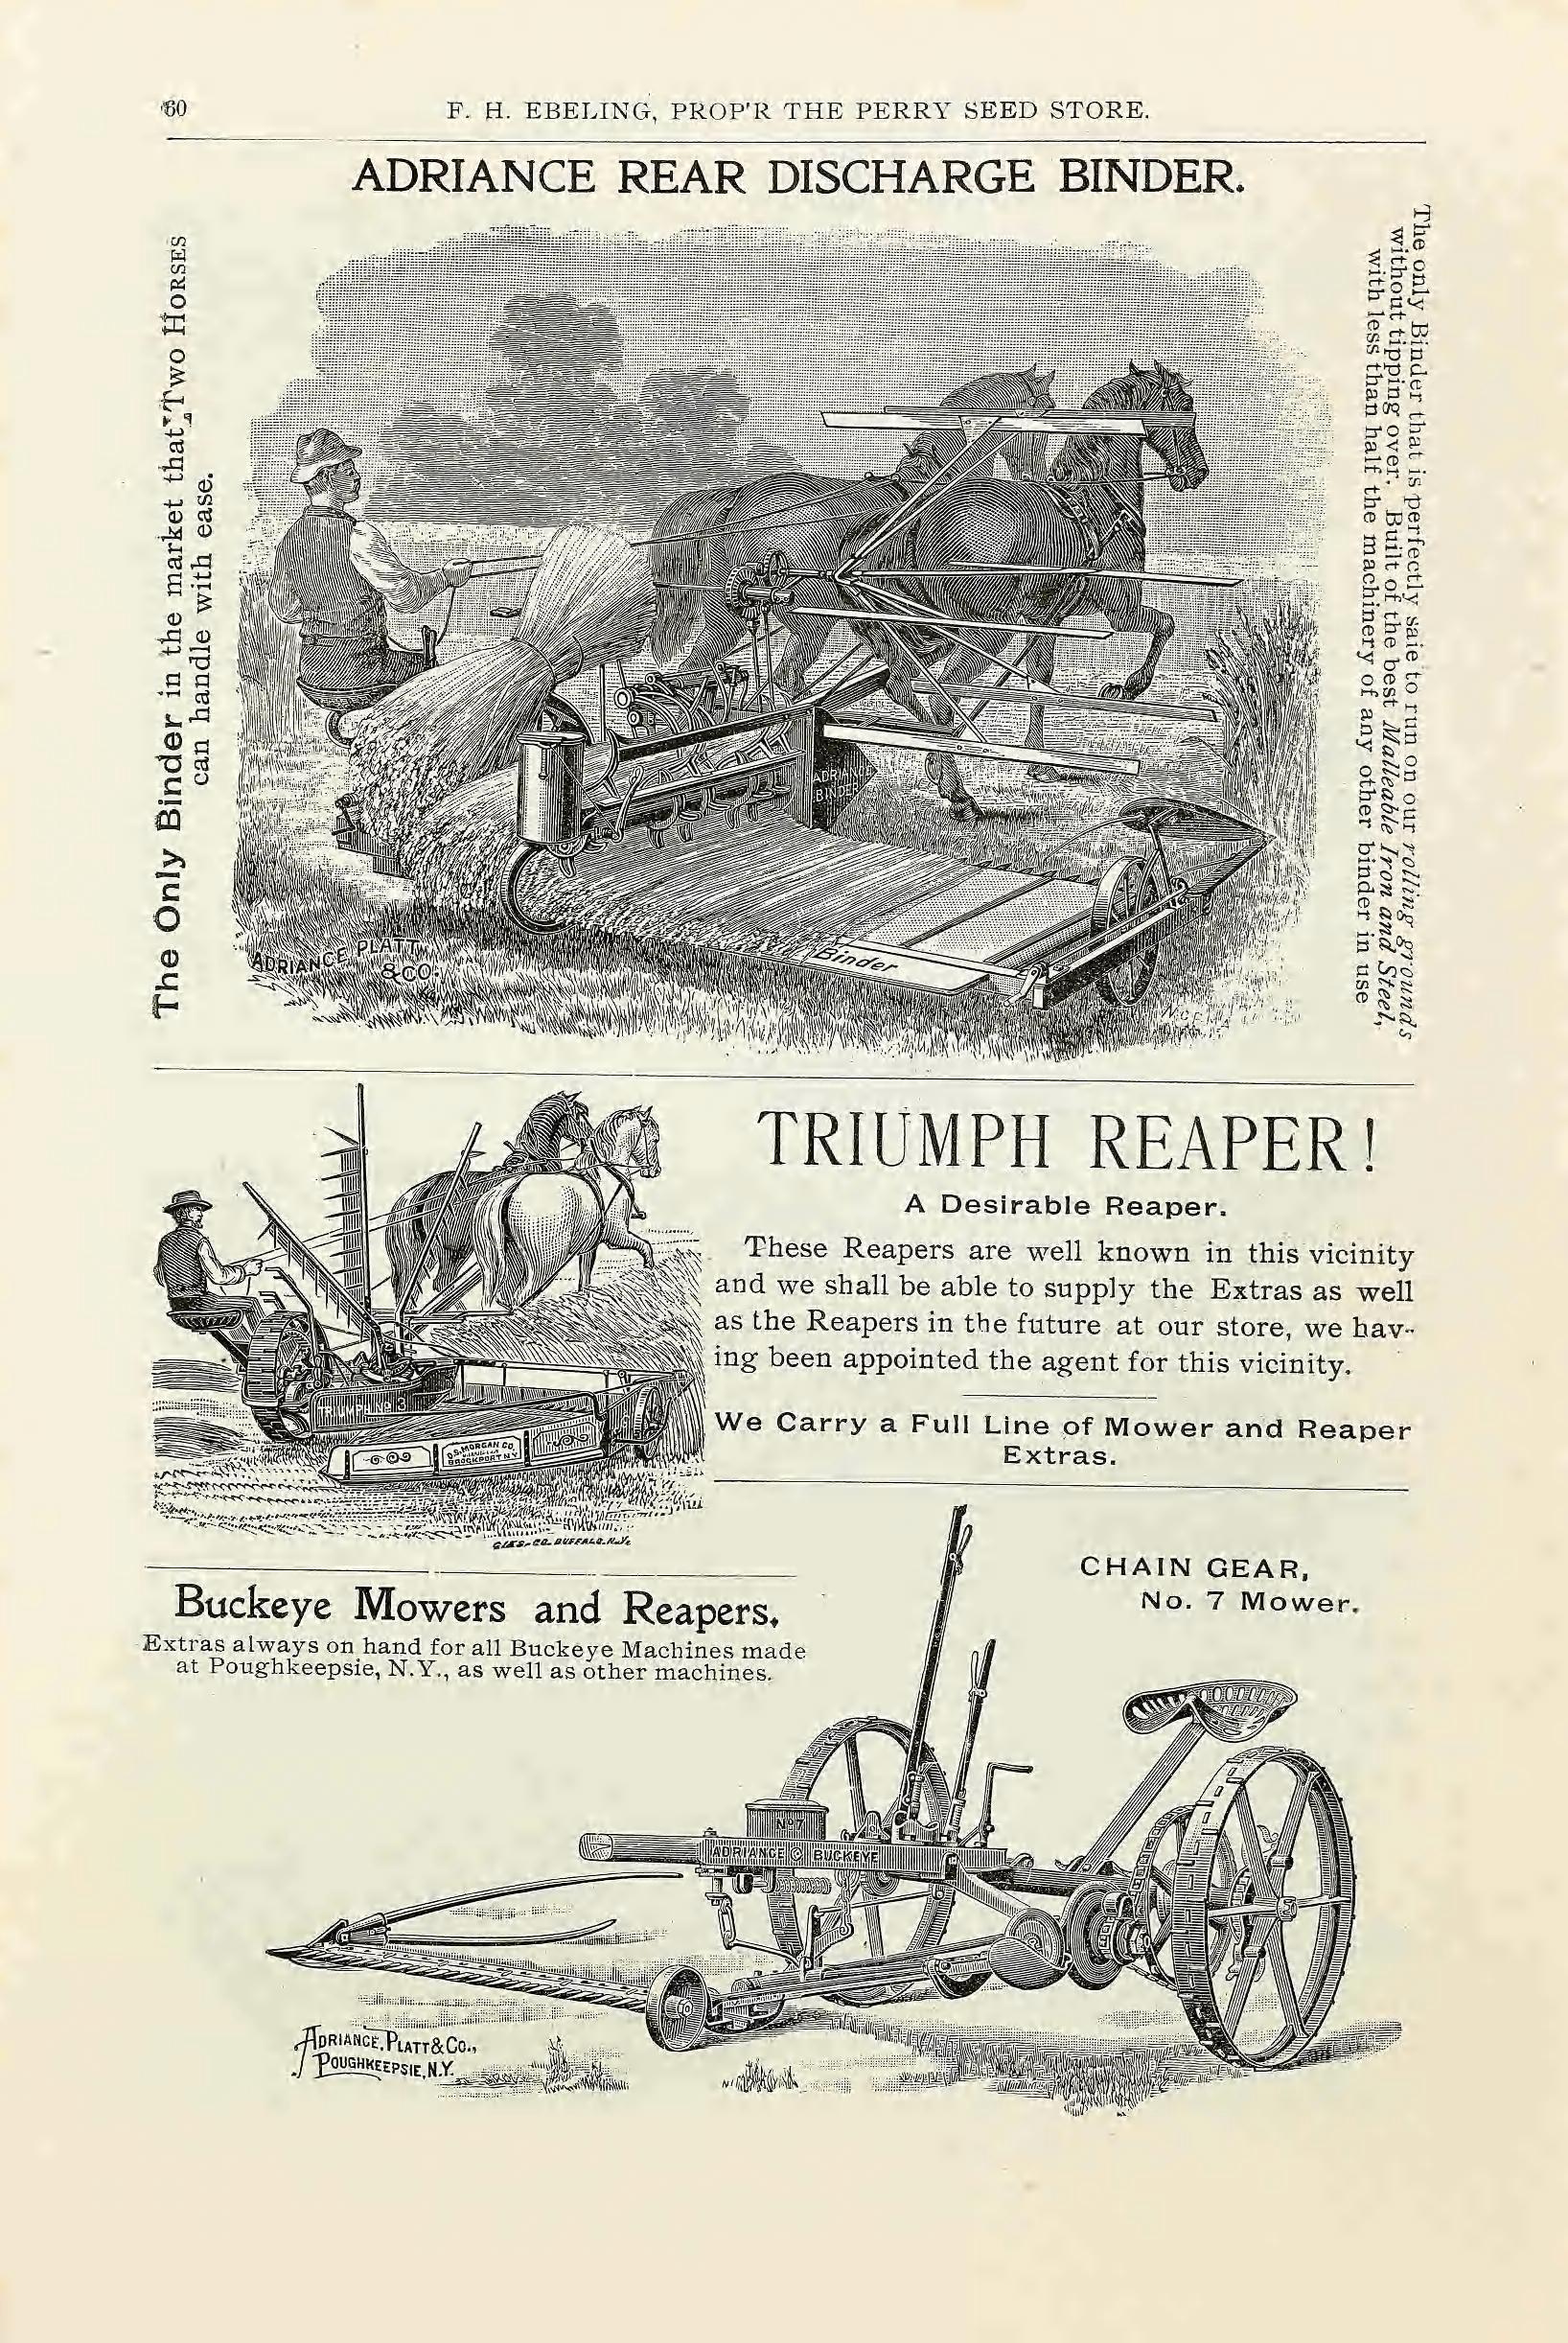 60
F. H. EBELING, PROP'R THE PERRY SEED STORE.
ADRIANCE REAR DISCHARGE BINDER.
The Only Binder in the market that Two Horses
can handle with ease.
The only Binder that is perfectly safe to run on our rolling grounds
without tipping over. Built of the best Malleable Iron and Steel,
with less than half the machinery of any other binder in use
ADRIANCE
BINDER
Binder
ADRIANCE PLATT
&CO.
TRIUMPH REAPER!
A Desirable Reaper.
These Reapers are well known in this vicinity
and we shall be able to supply the Extras as well
as the Reapers in the future at our store, we hav-
ing been appointed the agent for this vicinity.
We Carry a Full Line of Mower and Reaper
Extras.
TRIUMPH No 3
D.S. MORGAN CO.
BROCKPORT N.Y.
GIES & CO. BUFFALO. N.Y.
Buckeye Mowers and Reapers.
Extras always on hand for all Buckeye Machines made
at Poughkeepsie, N.Y., as well as other machines.
CHAIN GEAR,
No. 7 Mower.
No 7
ADRIANCE BUCKEYE
ADRIANCE, PLATT & CO.,
POUGHKEEPSIE, N.Y.